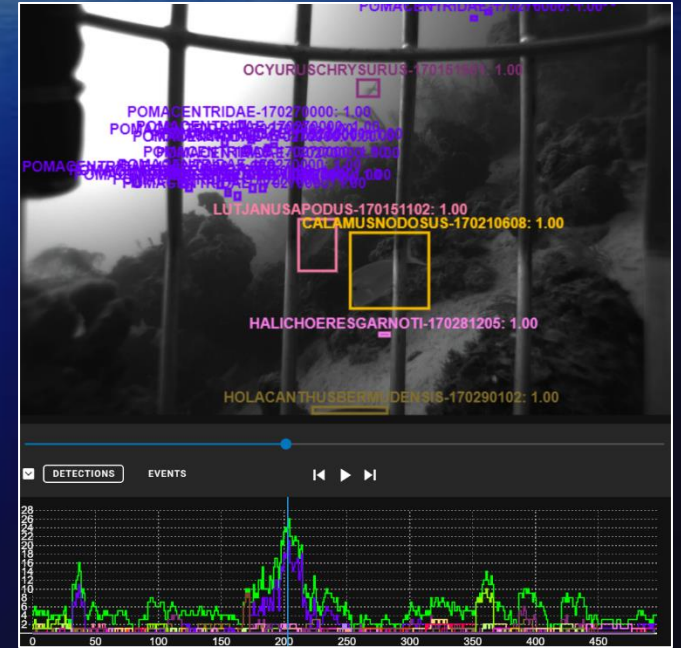 POMACENTRIDAE-170270000: 1.00
OCYURUSCHRYSURUS-170151501: 1.00
POMACENTRIDAE-170270000: 1.00
LUTJANUSAPODUS-170151102: 1.00
CALAMUSNODOSUS-170210608: 1.00
HALICHOERESGARNOTI-170281205: 1.00
HOLACANTHUSBERMUDENSIS-170290102: 1.00
DETECTIONS EVENTS
28
26
24
22
20
18
16
14
12
10
8
6
4
2
0 50 100 150 200 250 300 350 400 450